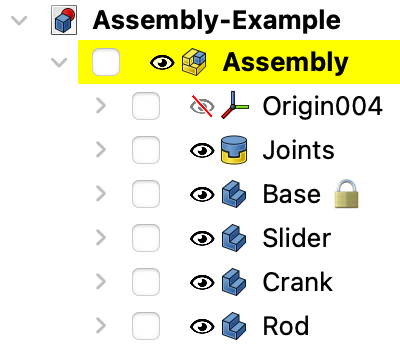 Assembly-Example
Assembly
Origin004
Joints
Base
Slider
Crank
Rod